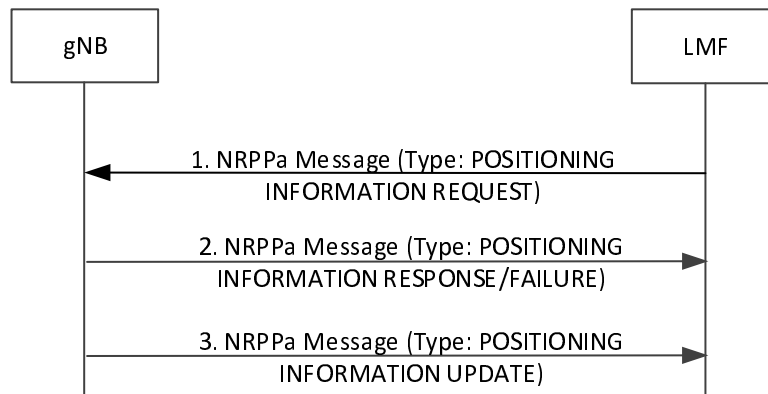 gNB
LMF
1. NRPPa Message (Type: POSITIONING
INFORMATION REQUEST)
2. NRPPa Message (Type: POSITIONING
INFORMATION RESPONSE/FAILURE)
3. NRPPa Message (Type: POSITIONING
INFORMATION UPDATE)